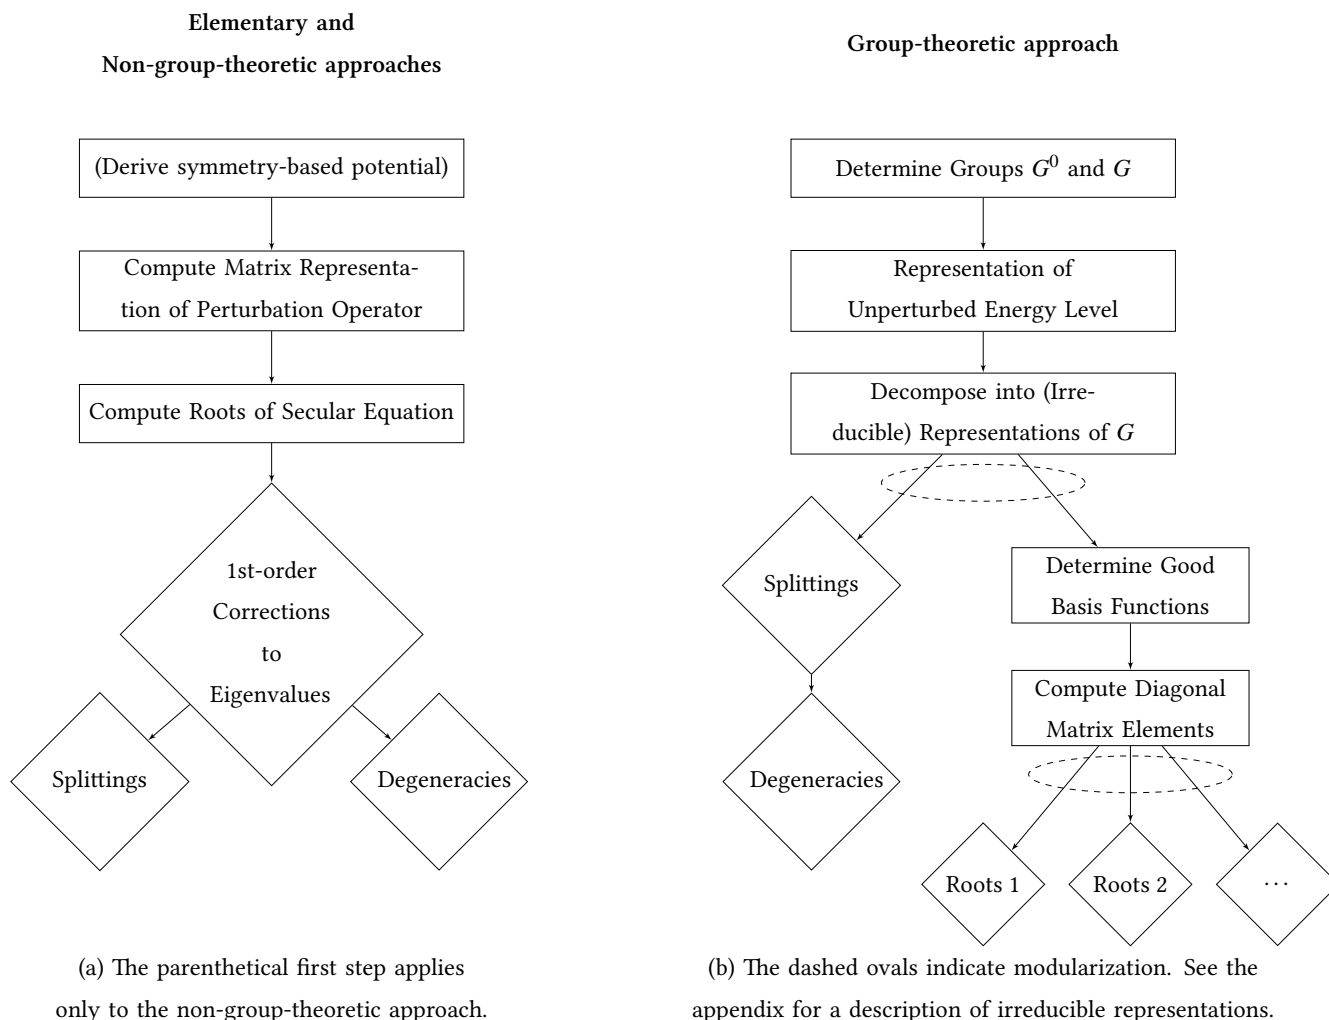 Elementary and
Non-group-theoretic approaches
(Derive symmetry-based potential)
Compute Matrix Representa-
tion of Perturbation Operator
Compute Roots of Secular Equation
1st-order
Corrections
to
Eigenvalues
Splittings
Degeneracies
(a) The parenthetical first step applies
only to the non-group-theoretic approach.
Group-theoretic approach
Determine Groups G⁰ and G
Representation of
Unperturbed Energy Level
Decompose into (Irre-
ducible) Representations of G
Splittings
Degeneracies
Determine Good
Basis Functions
Compute Diagonal
Matrix Elements
Roots 1
Roots 2
⋯
(b) The dashed ovals indicate modularization. See the
appendix for a description of irreducible representations.